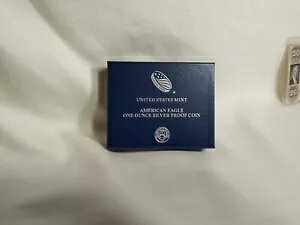 UNITED STATES MINT
AMERICAN EAGLE
ONE OUNCE SILVER PROOF COIN